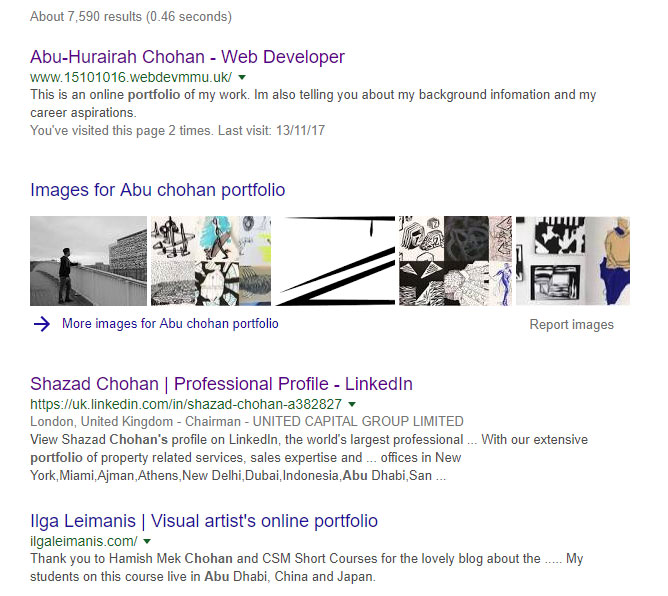 About 7,590 results (0.46 seconds)
Abu-Hurairah Chohan - Web Developer
www.15101016.webdevmmu.uk/
This is an online portfolio of my work. Im also telling you about my background infomation and my
career aspirations.
You've visited this page 2 times. Last visit: 13/11/17
Images for Abu chohan portfolio
More images for Abu chohan portfolio
Report images
Shazad Chohan | Professional Profile - LinkedIn
https://uk.linkedin.com/in/shazad-chohan-a382827
London, United Kingdom - Chairman - UNITED CAPITAL GROUP LIMITED
View Shazad Chohan's profile on LinkedIn, the world's largest professional ... With our extensive
portfolio of property related services, sales expertise and ... offices in New
York,Miami,Ajman,Athens,New Delhi,Dubai,Indonesia,Abu Dhabi,San ...
Ilga Leimanis | Visual artist's online portfolio
ilgaleimanis.com/
Thank you to Hamish Mek Chohan and CSM Short Courses for the lovely blog about the ..... My
students on this course live in Abu Dhabi, China and Japan.